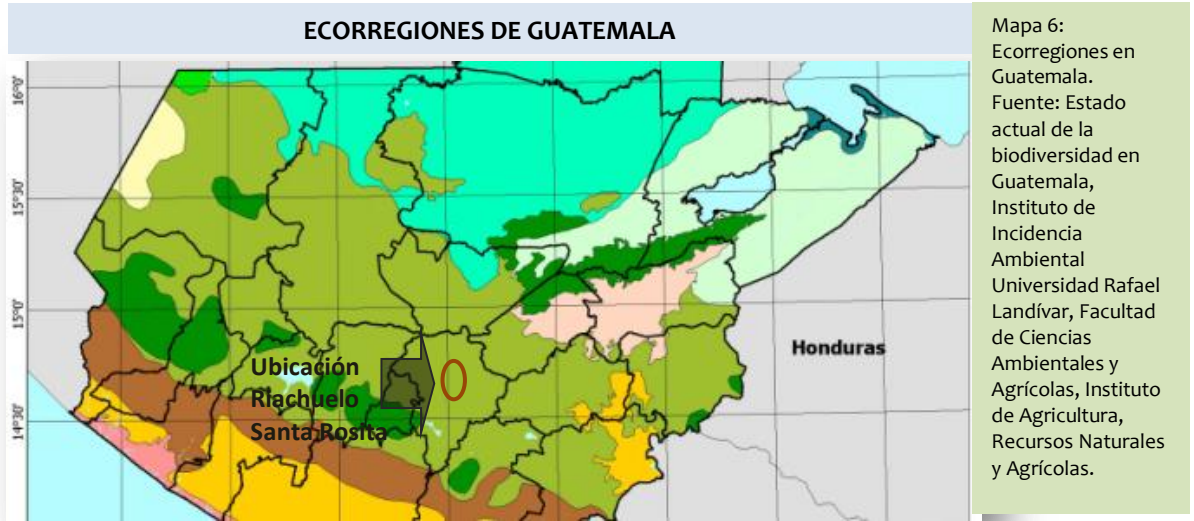 ECORREGIONES DE GUATEMALA
16°0'
15°30'
15°0'
14°30'
Ubicación
Riachuelo
Santa Rosita
Honduras
Mapa 6:
Ecorregiones en
Guatemala.
Fuente: Estado
actual de la
biodiversidad en
Guatemala,
Instituto de
Incidencia
Ambiental
Universidad Rafael
Landívar, Facultad
de Ciencias
Ambientales y
Agrícolas, Instituto
de Agricultura,
Recursos Naturales
y Agrícolas.